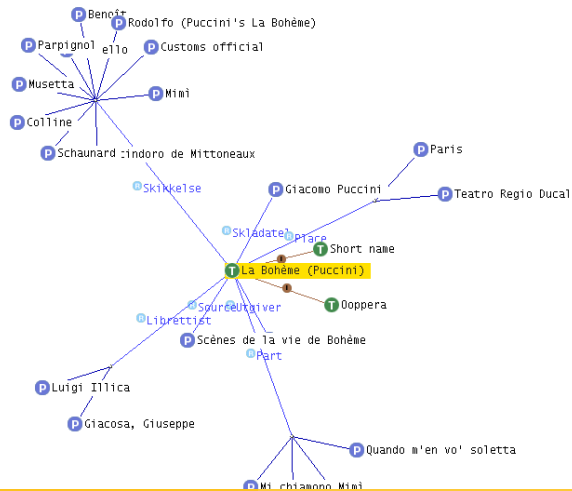 Benoît
Rodolfo (Puccini's La Bohème)
Parpignol
ello
Customs official
Musetta
Mimì
Colline
Schaunard
indoro de Mittoneaux
Paris
Skikkelse
Giacomo Puccini
Teatro Regio Ducal
Place
Short name
La Bohème (Puccini)
Source
Utgiver
Ooppera
Librettist
Scènes de la vie de Bohème
Part
Luigi Illica
Giacosa, Giuseppe
Quando m'en vo' soletta
Mi chiamono Mimì